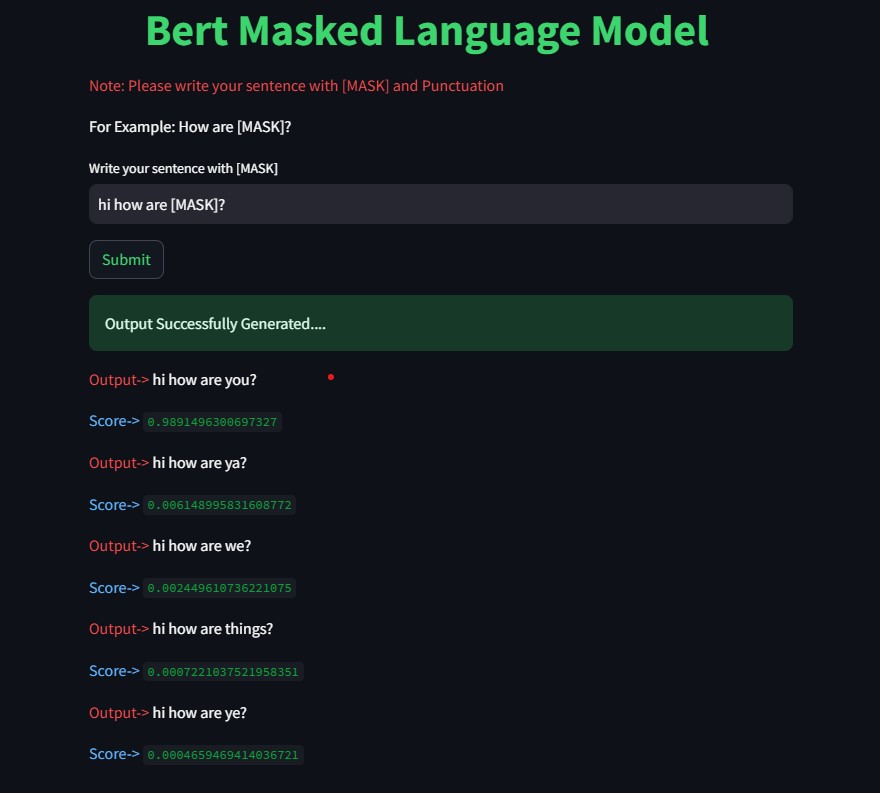 Bert Masked Language Model
Note: Please write your sentence with [MASK] and Punctuation
For Example: How are [MASK]?
Write your sentence with [MASK]
hi how are [MASK]?
Submit
Output Successfully Generated....
Output-> hi how are you?
Score-> 0.9891496300697327
Output-> hi how are ya?
Score-> 0.006148995831608772
Output-> hi how are we?
Score-> 0.002449610736221075
Output-> hi how are things?
Score-> 0.0007221037521958351
Output-> hi how are ye?
Score-> 0.0004659469414036721